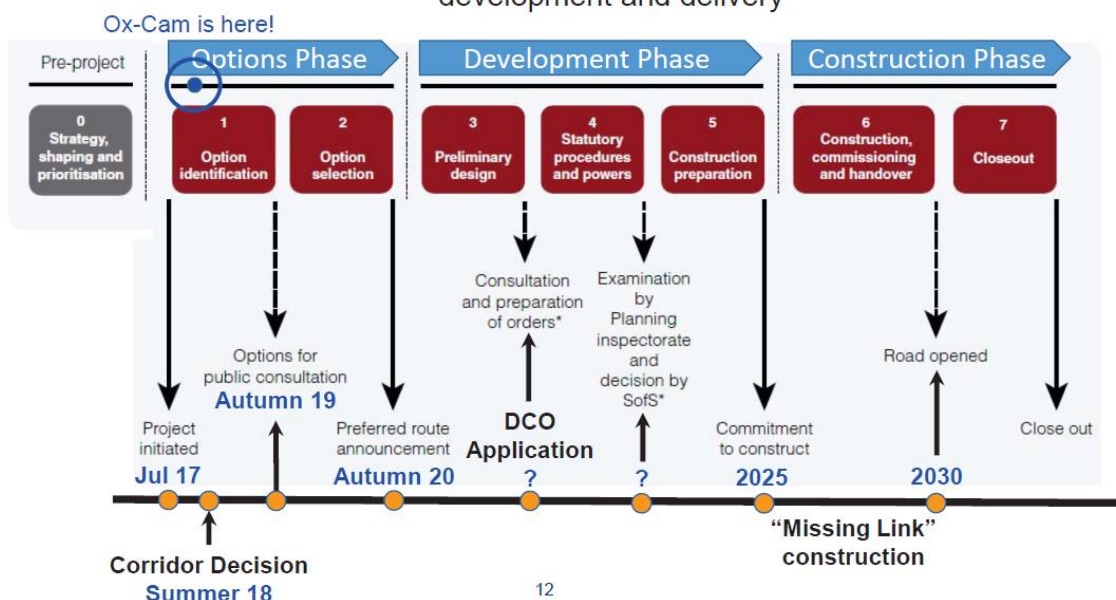 development and delivery
Ox-Cam is here!
Pre-project
Options Phase
Development Phase
Construction Phase
0
Strategy,
shaping and
prioritisation
1
Option
identification
2
Option
selection
3
Preliminary
design
4
Statutory
procedures
and powers
5
Construction
preparation
6
Construction,
commissioning
and handover
7
Closeout
Project
initiated
Jul 17
Options for
public consultation
Autumn 19
Preferred route
announcement
Autumn 20
Consultation
and preparation
of orders*
DCO
Application
?
Examination
by
Planning
inspectorate
and
decision by
SofS*
?
Commitment
to construct
2025
Road opened
2030
Close out
Corridor Decision
Summer 18
“Missing Link”
construction
12